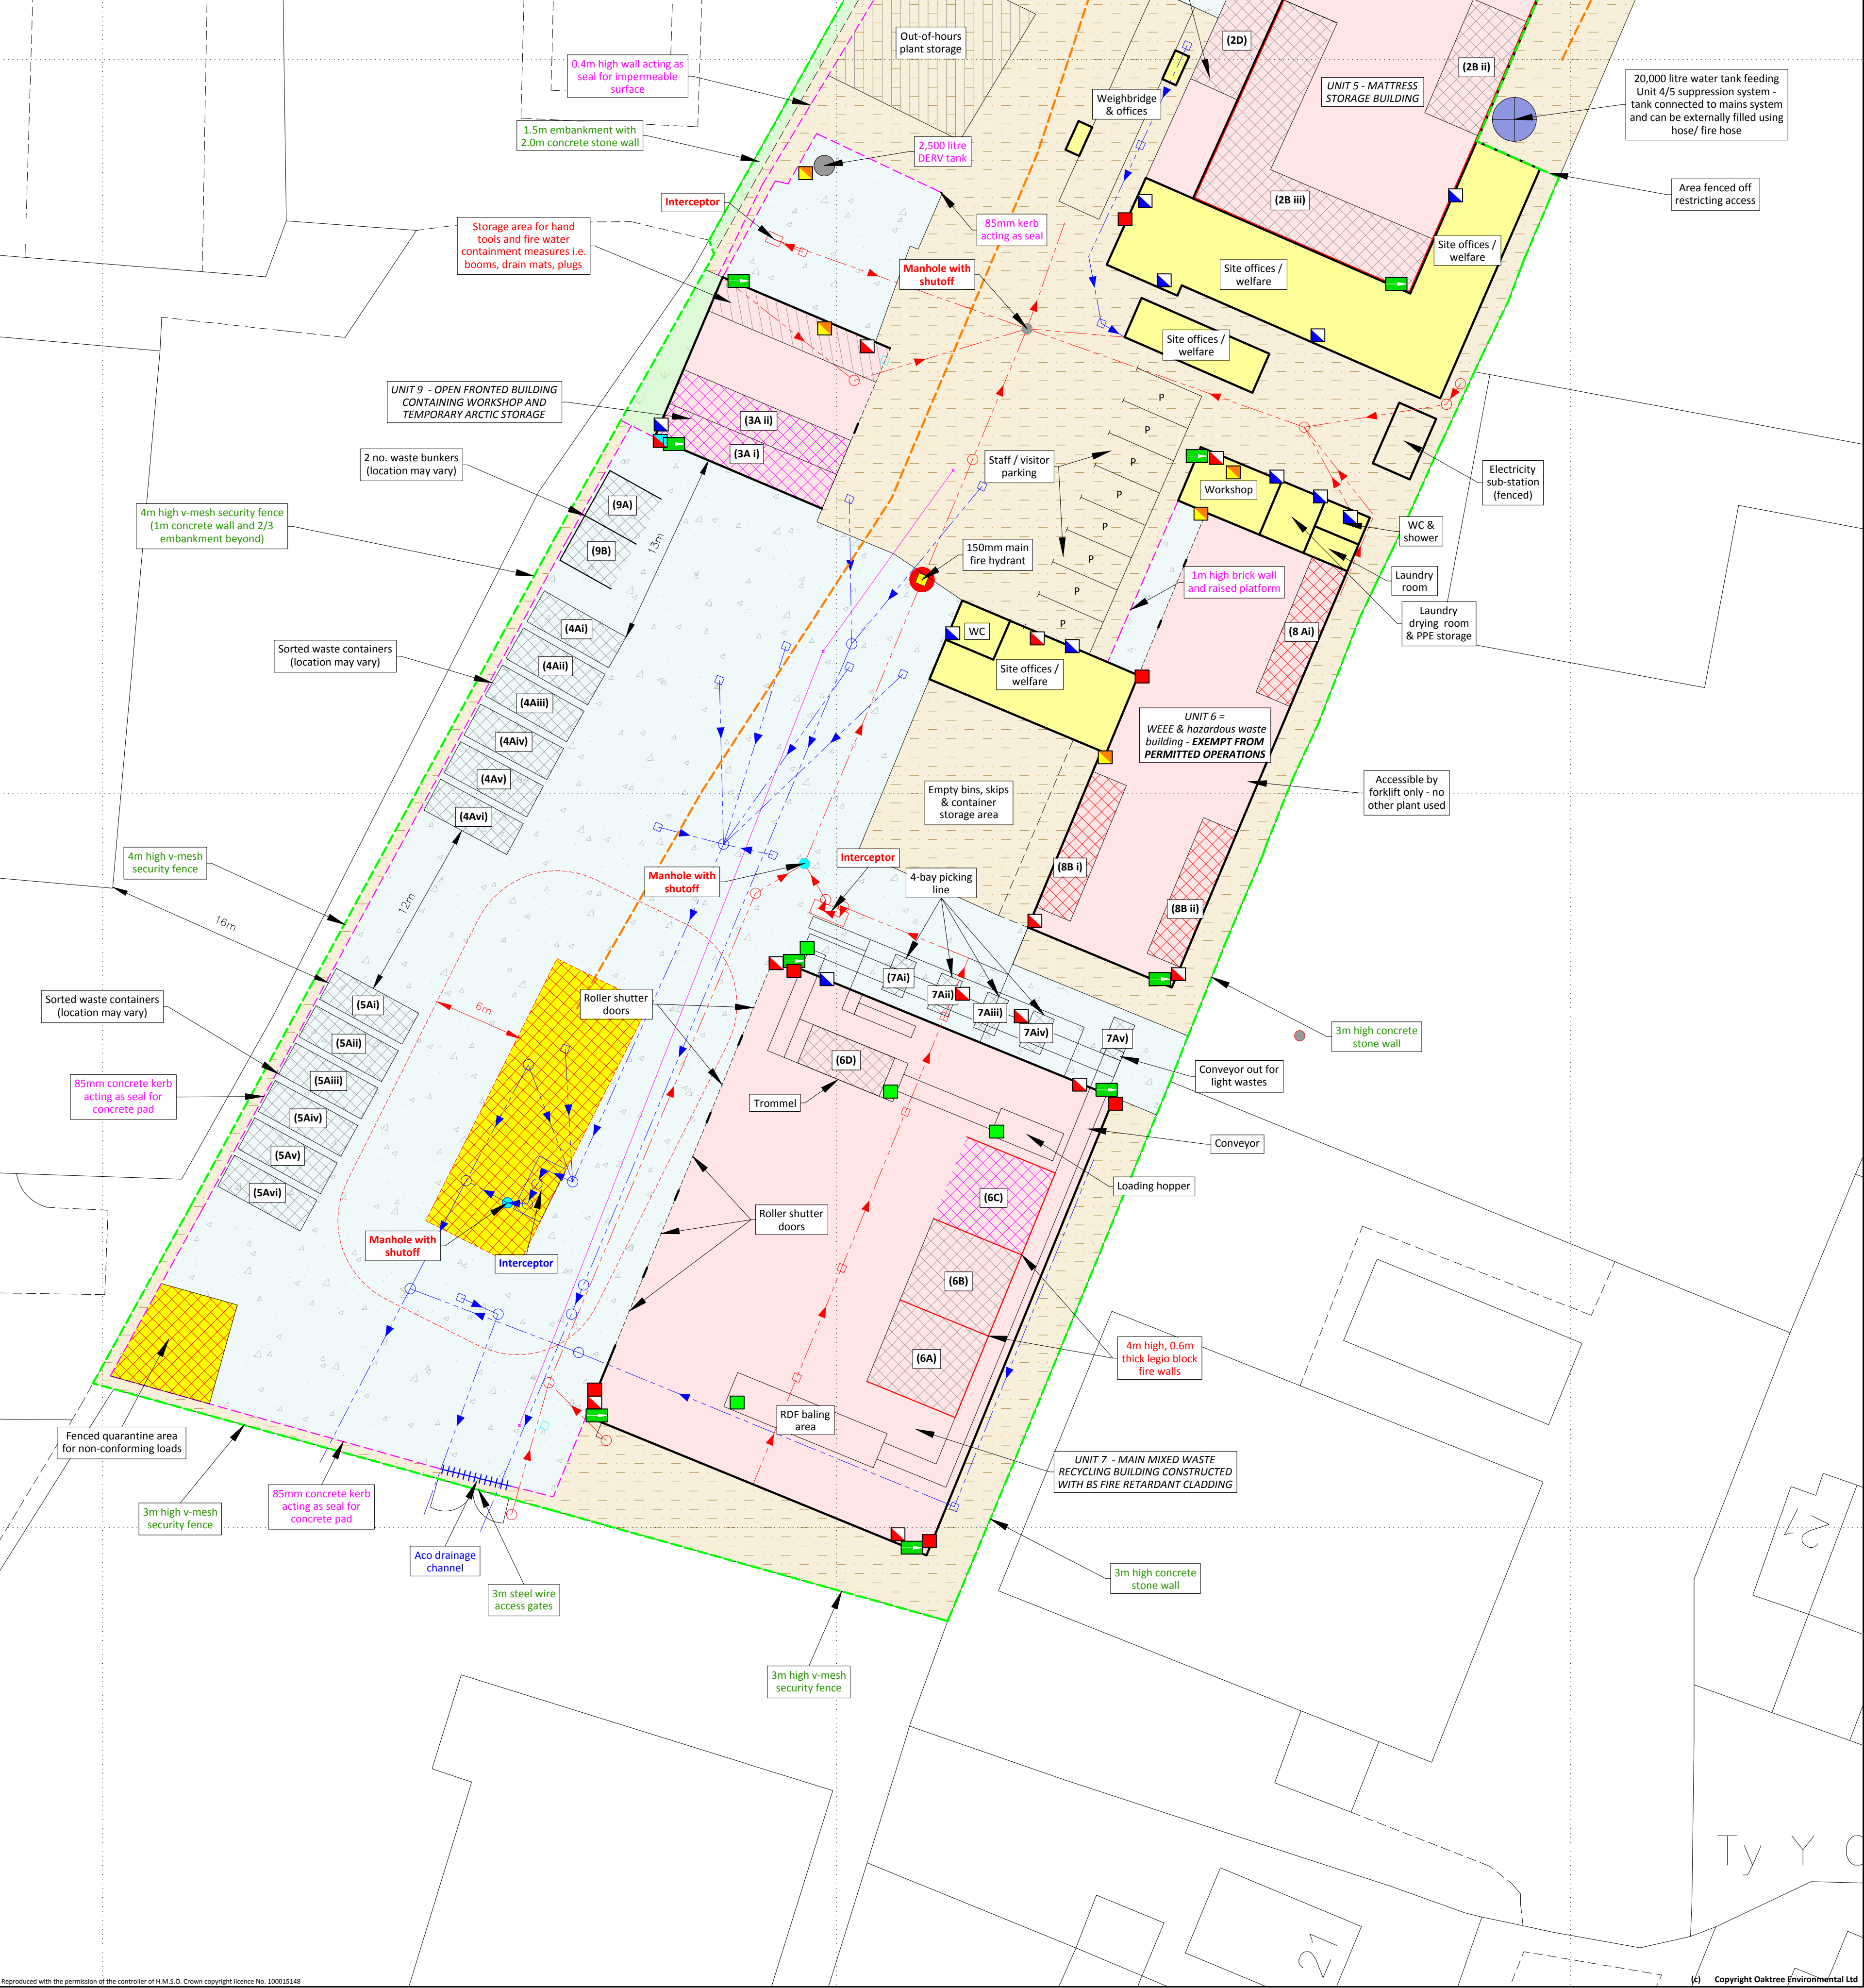 Out-of-hours
plant storage
(2D)
(2B ii)
UNIT 5 - MATTRESS
STORAGE BUILDING
20,000 litre water tank feeding
Unit 4/5 suppression system -
tank connected to mains system
and can be externally filled using
hose/ fire hose
0.4m high wall acting as
seal for impermeable
surface
Weighbridge
& offices
1.5m embankment with
2.0m concrete stone wall
2,500 litre
DERV tank
Area fenced off
restricting access
Interceptor
(2B iii)
Storage area for hand
tools and fire water
containment measures i.e.
booms, drain mats, plugs
85mm kerb
acting as seal
Site offices /
welfare
Manhole with
shutoff
Site offices /
welfare
Site offices /
welfare
UNIT 9 - OPEN FRONTED BUILDING
CONTAINING WORKSHOP AND
TEMPORARY ARCTIC STORAGE
(3A ii)
(3A i)
P
P
P
P
P
P
P
P
2 no. waste bunkers
(location may vary)
Staff / visitor
parking
Electricity
sub-station
(fenced)
Workshop
(9A)
(9B)
13m
4m high v-mesh security fence
(1m concrete wall and 2/3
embankment beyond)
WC &
shower
150mm main
fire hydrant
Laundry
room
1m high brick wall
and raised platform
Laundry
drying room
& PPE storage
(4Ai)
(4Aii)
(4Aiii)
(4Aiv)
(4Av)
(4Avi)
WC
(8 Ai)
Sorted waste containers
(location may vary)
Site offices /
welfare
UNIT 6 =
WEEE & hazardous waste
building - EXEMPT FROM
PERMITTED OPERATIONS
Accessible by
forklift only - no
other plant used
Empty bins, skips
& container
storage area
4m high v-mesh
security fence
Manhole with
shutoff
Interceptor
4-bay picking
line
(8B i)
(8B ii)
12m
16m
(7Ai)
7Aii)
7Aiii)
7Aiv)
7Av)
Sorted waste containers
(location may vary)
(5Ai)
(5Aii)
(5Aiii)
(5Aiv)
(5Av)
(5Avi)
6m
Roller shutter
doors
3m high concrete
stone wall
(6D)
Conveyor out for
light wastes
85mm concrete kerb
acting as seal for
concrete pad
Trommel
Conveyor
Loading hopper
(6C)
Roller shutter
doors
Manhole with
shutoff
Interceptor
(6B)
(6A)
4m high, 0.6m
thick legio block
fire walls
RDF baling
area
Fenced quarantine area
for non-conforming loads
UNIT 7 - MAIN MIXED WASTE
RECYCLING BUILDING CONSTRUCTED
WITH BS FIRE RETARDANT CLADDING
3m high v-mesh
security fence
85mm concrete kerb
acting as seal for
concrete pad
Aco drainage
channel
3m steel wire
access gates
3m high concrete
stone wall
3m high v-mesh
security fence
Ty Y
21
Reproduced with the permission of the controller of H.M.S.O. Crown copyright licence No. 100015148
(c) Copyright Oaktree Environmental Ltd